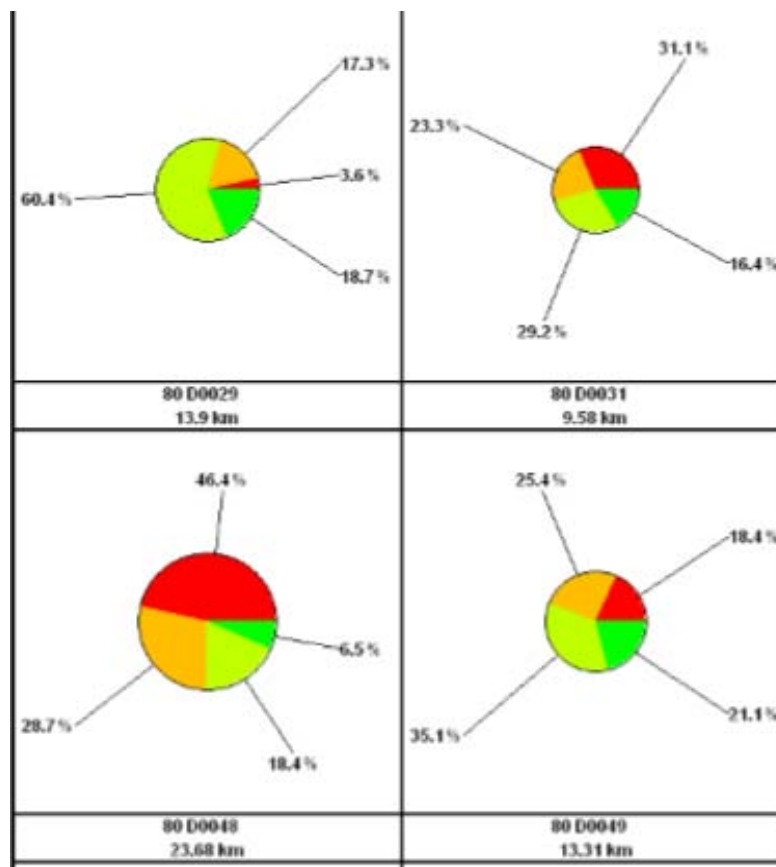 17.3%
3.6%
60.4%
18.7%
80 D0029
13.9 km
31.1%
23.3%
16.4%
29.2%
80 D0031
9.58 km
46.4%
6.5%
28.7%
18.4%
80 D0048
23.68 km
25.4%
18.4%
21.1%
35.1%
80 D0049
13.31 km